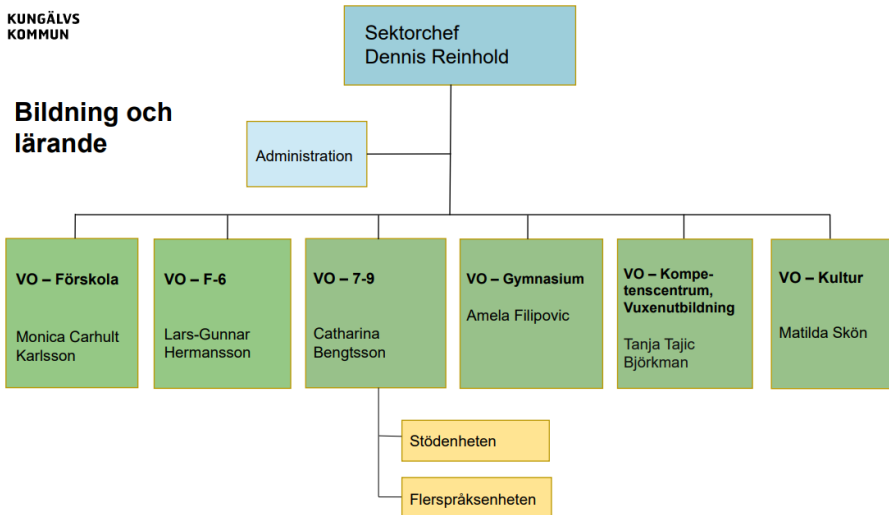 KUNGÄLVS
KOMMUN
Sektorchef
Dennis Reinhold
Bildning och
lärande
Administration
VO – Förskola
Monica Carhult
Karlsson
VO – F-6
Lars-Gunnar
Hermansson
VO – 7-9
Catharina
Bengtsson
VO – Gymnasium
Amela Filipovic
VO – Kompe-
tenscentrum,
Vuxenutbildning
Tanja Tajic
Björkman
VO – Kultur
Matilda Skön
Stödenheten
Flerspråksenheten